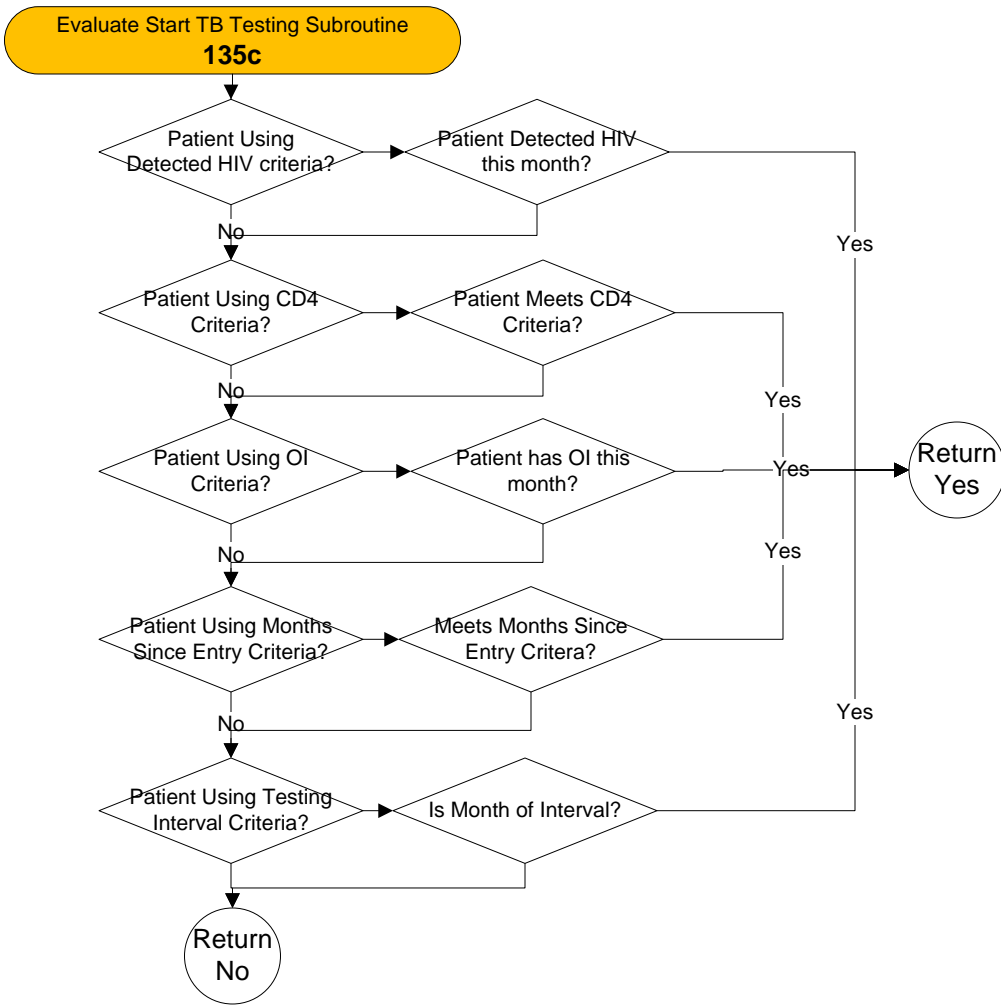 Evaluate Start TB Testing Subroutine
135c
Patient Using
Detected HIV criteria?
Patient Detected HIV
this month?
No
Yes
Patient Using CD4
Criteria?
Patient Meets CD4
Criteria?
No
Yes
Patient Using OI
Criteria?
Patient has OI this
month?
Yes
Return
Yes
No
Yes
Patient Using Months
Since Entry Criteria?
Meets Months Since
Entry Critera?
No
Yes
Patient Using Testing
Interval Criteria?
Is Month of Interval?
Return
No